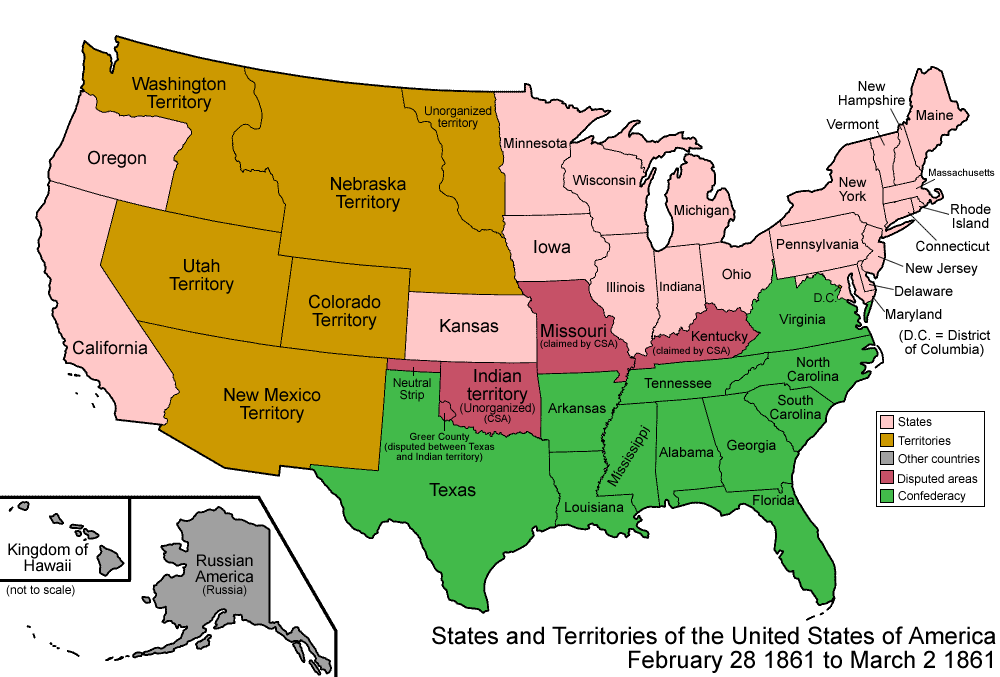 Washington
Territory
Oregon
Unorganized
territory
Nebraska
Territory
Minnesota
Wisconsin
Michigan
New
Hampshire
Vermont
Maine
Massachusetts
New
York
Rhode
Island
Connecticut
Pennsylvania
New Jersey
Delaware
Maryland
(D.C. = District
of Columbia)
D.C.
Iowa
Illinois
Indiana
Ohio
Utah
Territory
Colorado
Territory
Kansas
Missouri
(claimed by CSA)
Kentucky
(claimed by CSA)
Virginia
California
New Mexico
Territory
Neutral
Strip
Indian
territory
(Unorganized)
(CSA)
Greer County
(disputed between Texas
and Indian territory)
Arkansas
Tennessee
North
Carolina
South
Carolina
Mississippi
Alabama
Georgia
Texas
Louisiana
Florida
States
Territories
Other countries
Disputed areas
Confederacy
Kingdom of
Hawaii
(not to scale)
Russian
America
(Russia)
States and Territories of the United States of America
February 28 1861 to March 2 1861